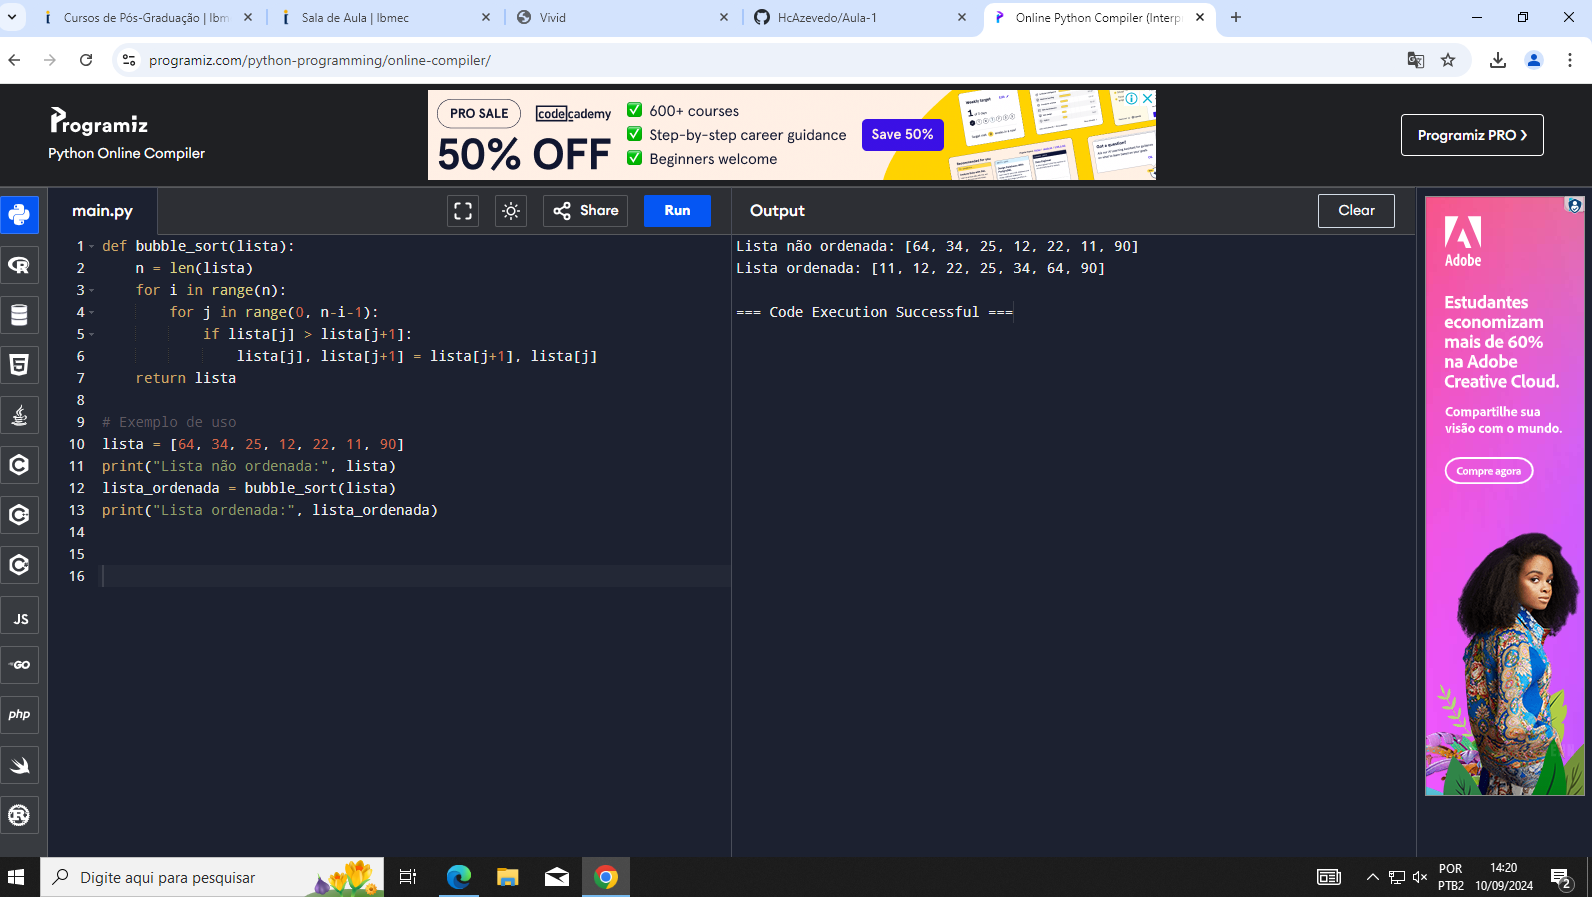 Cursos de Pós-Graduação | Ibm
Sala de Aula | Ibmec
Vivid
HcAzevedo/Aula-1
Online Python Compiler (Interpr
programiz.com/python-programming/online-compiler/
Programiz
Python Online Compiler
PRO SALE
codecademy
50% OFF
600+ courses
Step-by-step career guidance
Beginners welcome
Save 50%
Programiz PRO
main.py
Share
Run
Output
Clear
1 def bubble_sort(lista):
2     n = len(lista)
3     for i in range(n):
4         for j in range(0, n-i-1):
5             if lista[j] > lista[j+1]:
6                 lista[j], lista[j+1] = lista[j+1], lista[j]
7     return lista
8
9 # Exemplo de uso
10 lista = [64, 34, 25, 12, 22, 11, 90]
11 print("Lista não ordenada:", lista)
12 lista_ordenada = bubble_sort(lista)
13 print("Lista ordenada:", lista_ordenada)
14
15
16
Lista não ordenada: [64, 34, 25, 12, 22, 11, 90]
Lista ordenada: [11, 12, 22, 25, 34, 64, 90]
=== Code Execution Successful ===
JS
GO
php
Adobe
Estudantes
economizam
mais de 60%
na Adobe
Creative Cloud.
Compartilhe sua
visão com o mundo.
Compre agora
Digite aqui para pesquisar
POR
PTB2
14:20
10/09/2024
2